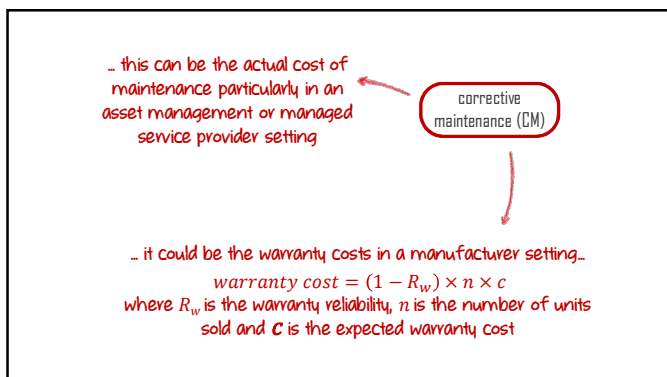 ... this can be the actual cost of
maintenance particularly in an
asset management or managed
service provider setting
corrective
maintenance (CM)
... it could be the warranty costs in a manufacturer setting...
warranty cost = (1 − R_w) × n × c
where R_w is the warranty reliability, n is the number of units
sold and c is the expected warranty cost